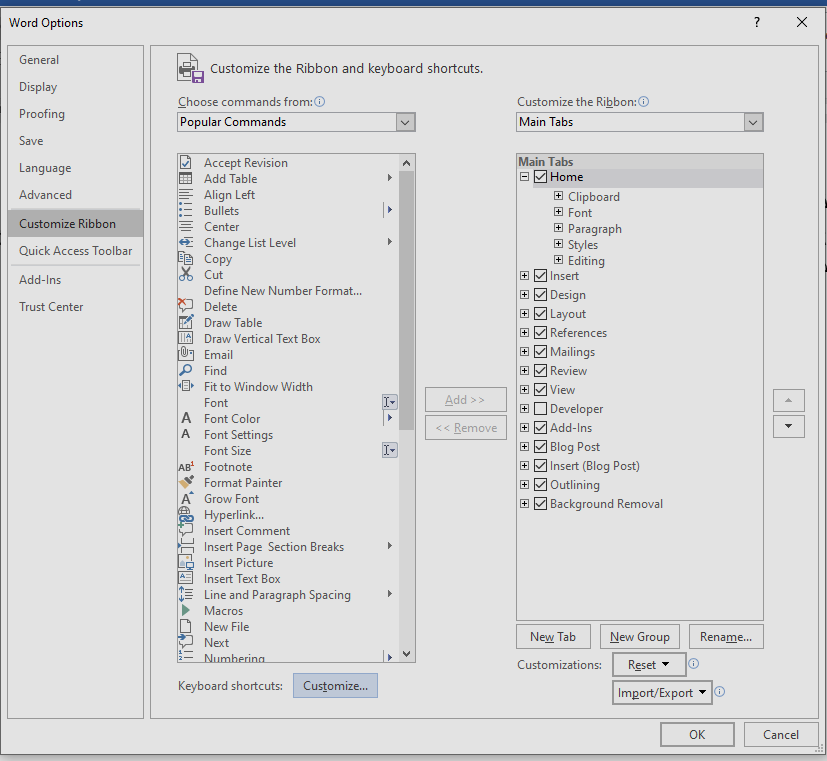 Word Options
?
General
Display
Proofing
Save
Language
Advanced
Customize Ribbon
Quick Access Toolbar
Add-Ins
Trust Center
Customize the Ribbon and keyboard shortcuts.
Choose commands from:
Popular Commands
Accept Revision
Add Table
Align Left
Bullets
Center
Change List Level
Copy
Cut
Define New Number Format...
Delete
Draw Table
Draw Vertical Text Box
Email
Find
Fit to Window Width
Font
Font Color
Font Settings
Font Size
Footnote
Format Painter
Grow Font
Hyperlink...
Insert Comment
Insert Page Section Breaks
Insert Picture
Insert Text Box
Line and Paragraph Spacing
Macros
New File
Next
Numbering
Keyboard shortcuts: Customize...
Add >>
<< Remove
Customize the Ribbon:
Main Tabs
Main Tabs
Home
Clipboard
Font
Paragraph
Styles
Editing
Insert
Design
Layout
References
Mailings
Review
View
Developer
Add-Ins
Blog Post
Insert (Blog Post)
Outlining
Background Removal
New Tab New Group Rename...
Customizations: Reset
Import/Export
OK Cancel